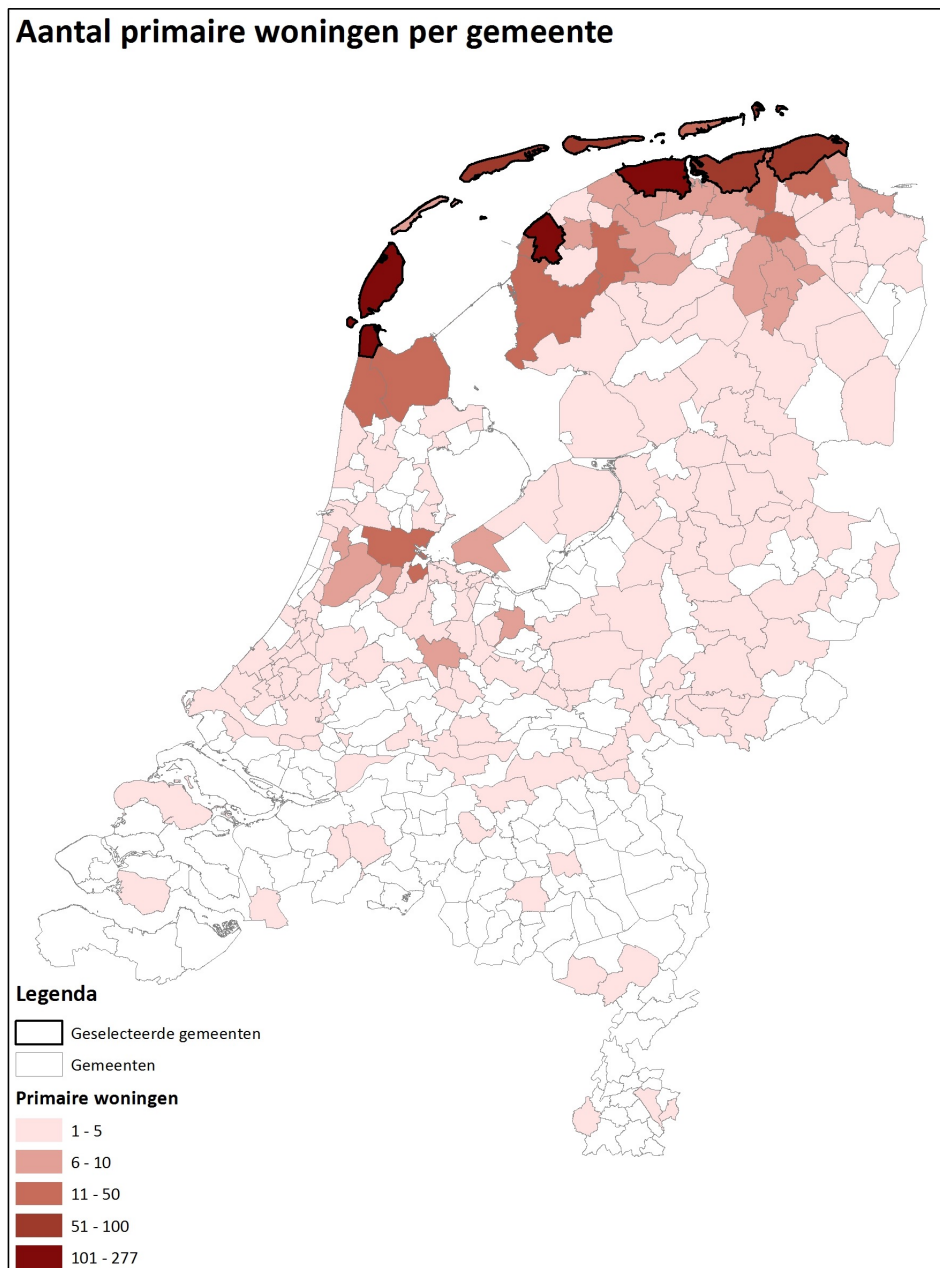 Aantal primaire woningen per gemeente
Legenda
Geselecteerde gemeenten
Gemeenten
Primaire woningen
1 - 5
6 - 10
11 - 50
51 - 100
101 - 277